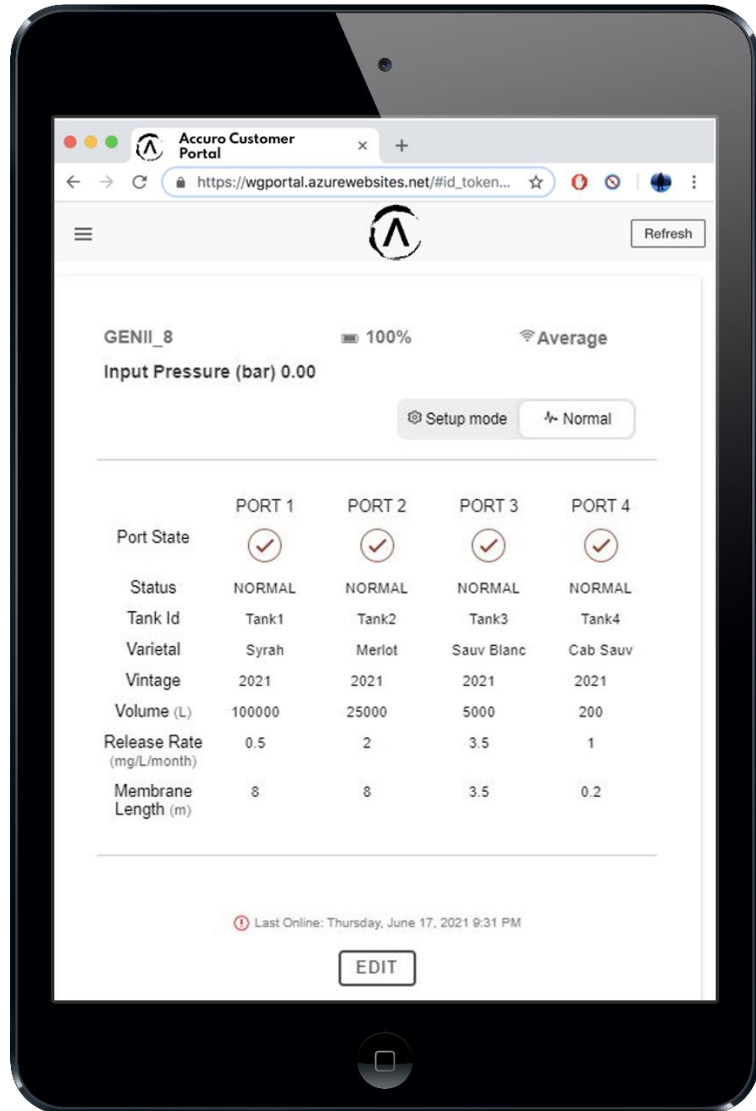 Accuro Customer
Portal
https://wgportal.azurewebsites.net/#id_token...
Refresh
GENII_8 100% Average
Input Pressure (bar) 0.00
Setup mode Normal
PORT 1 PORT 2 PORT 3 PORT 4
Port State
Status NORMAL NORMAL NORMAL NORMAL
Tank Id Tank1 Tank2 Tank3 Tank4
Varietal Syrah Merlot Sauv Blanc Cab Sauv
Vintage 2021 2021 2021 2021
Volume (L) 100000 25000 5000 200
Release Rate 0.5 2 3.5 1
(mg/L/month)
Membrane 8 8 3.5 0.2
Length (m)
Last Online: Thursday, June 17, 2021 9:31 PM
EDIT